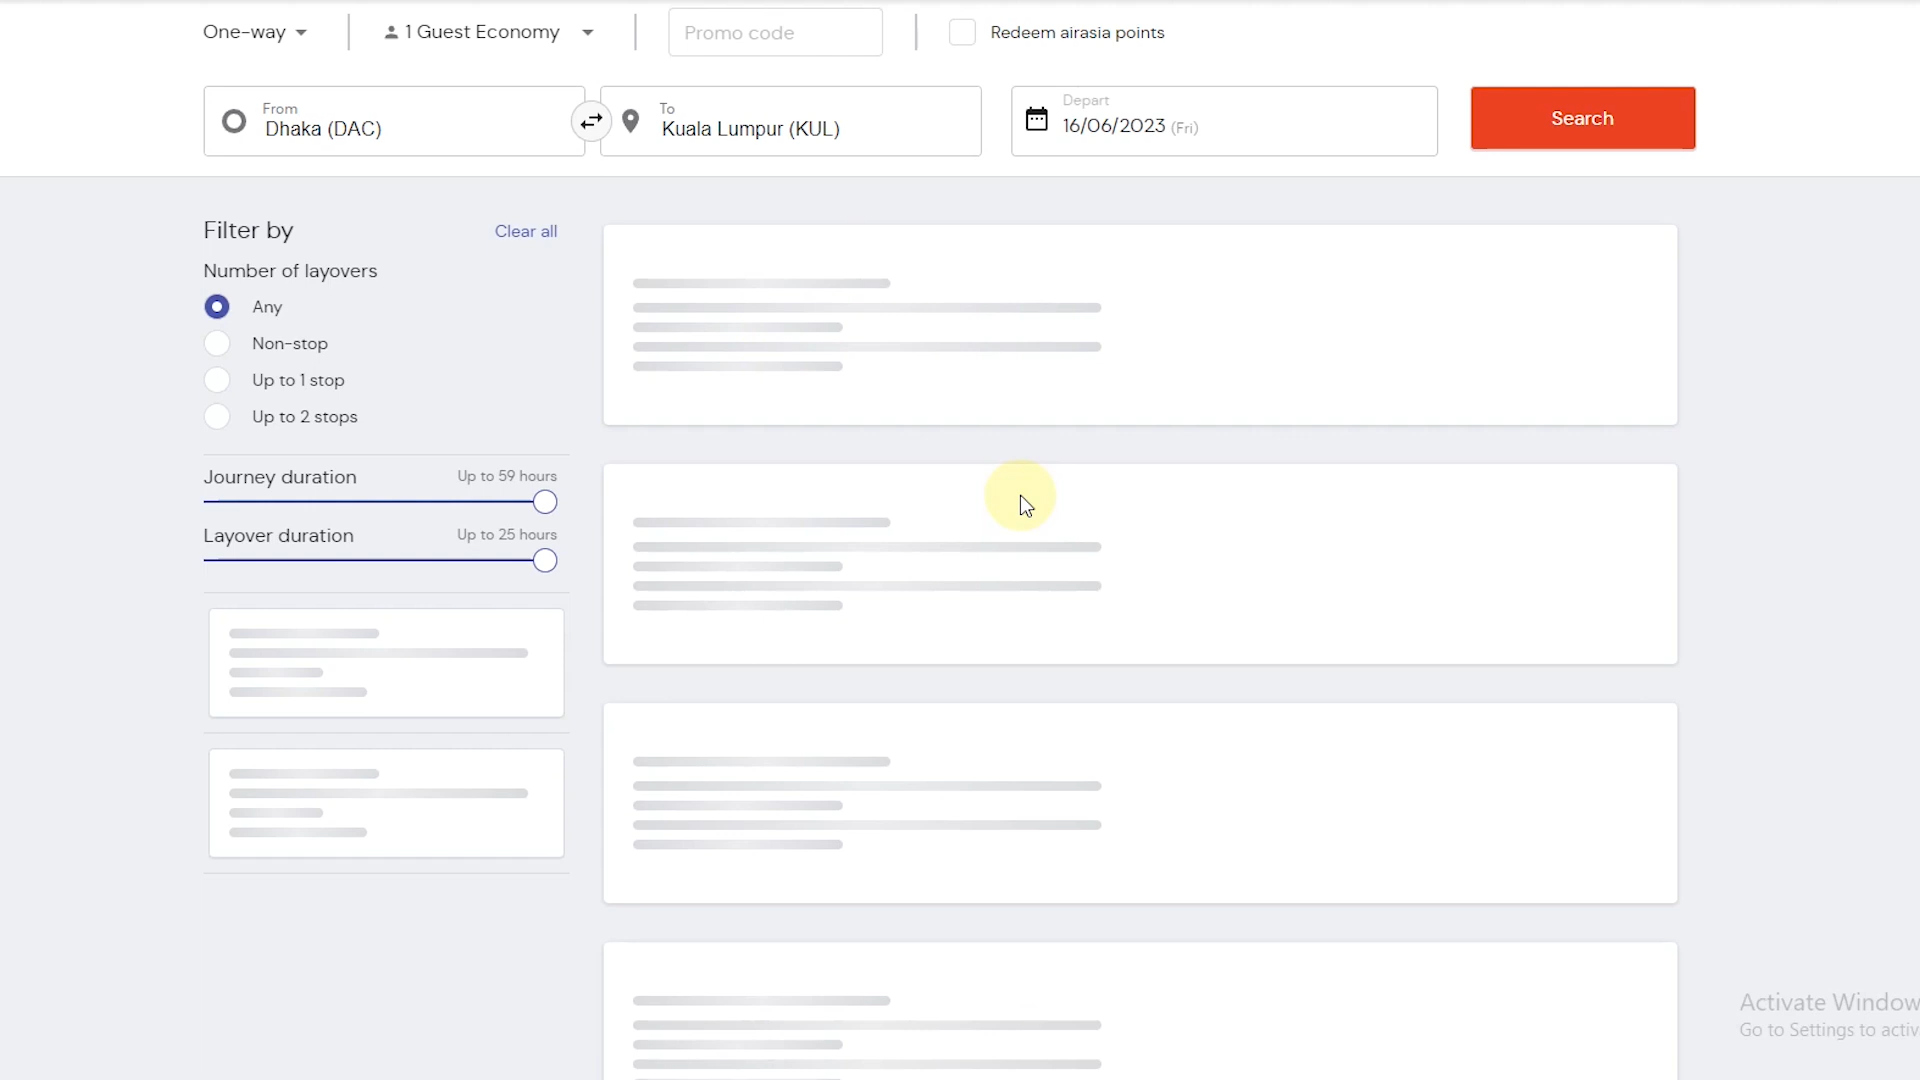 One-way
1 Guest Economy
Promo code
Redeem airasia points
From
Dhaka (DAC)
To
Kuala Lumpur (KUL)
Depart
16/06/2023 (Fri)
Search
Filter by
Clear all
Number of layovers
Any
Non-stop
Up to 1 stop
Up to 2 stops
Journey duration
Up to 59 hours
Layover duration
Up to 25 hours
Activate Window
Go to Settings to activ